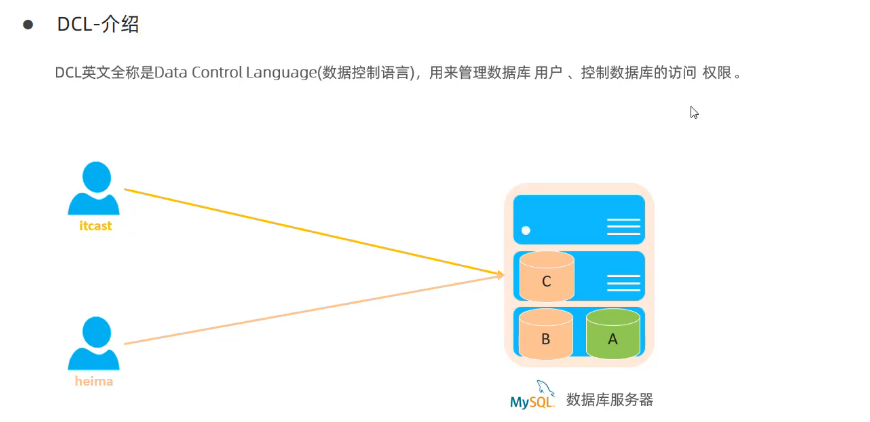 DCL-介绍
DCL英文全称是Data Control Language(数据控制语言)，用来管理数据库 用户 、控制数据库的访问 权限 。
itcast
C
B
A
heima
MySQL. 数据库服务器